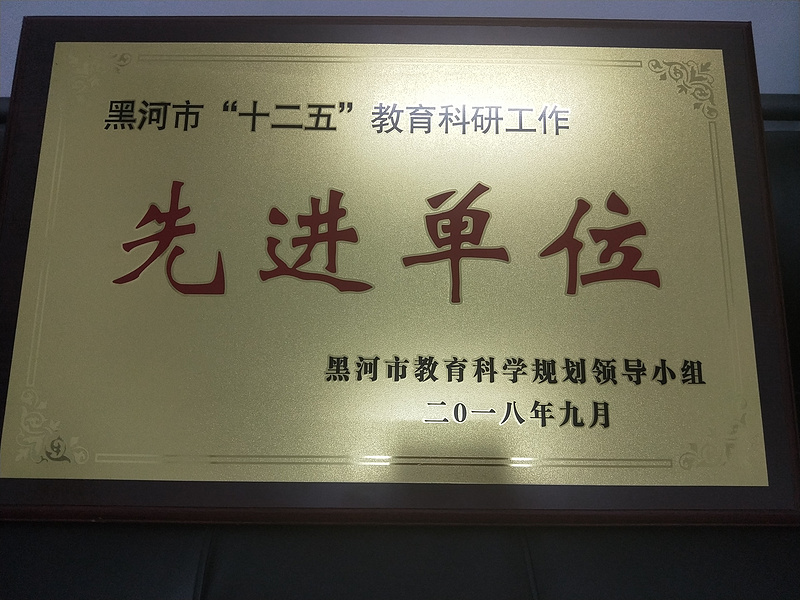 黑河市“十二五”教育科研工作
先进单位
黑河市教育科学规划领导小组
二0一八年九月